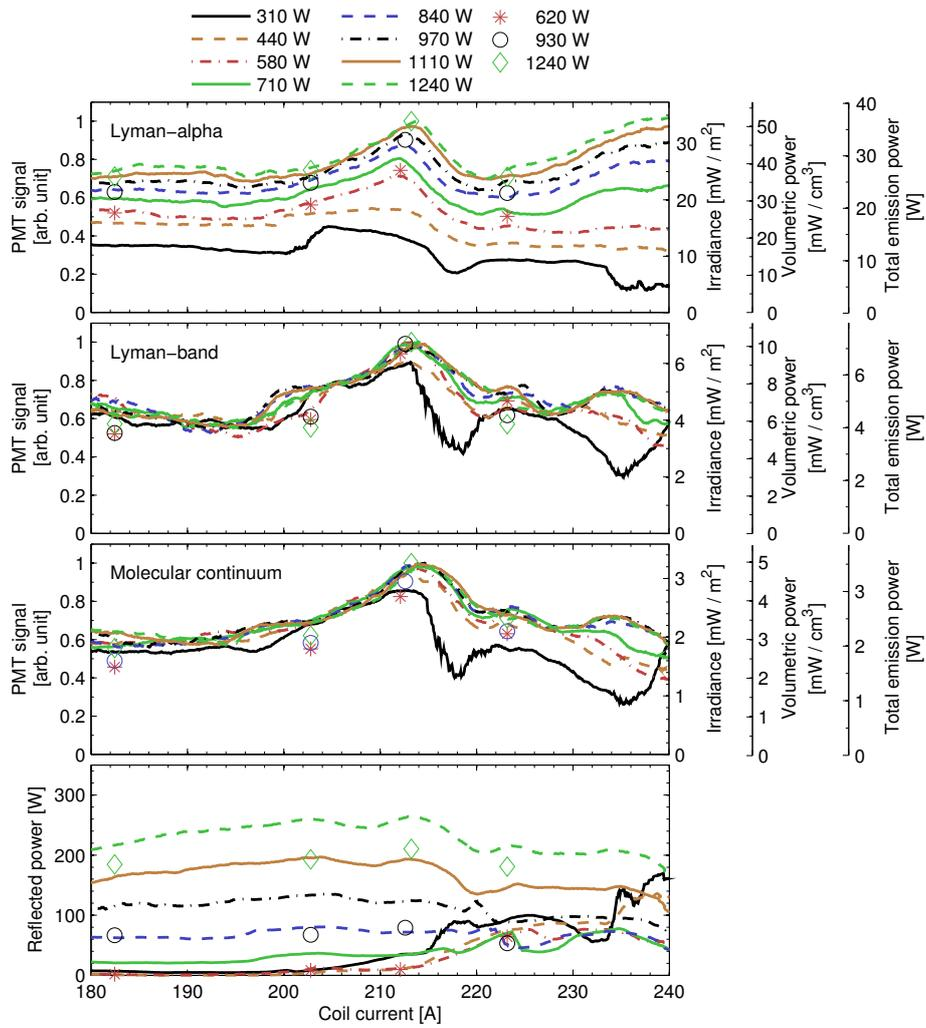 310 W 840 W 620 W
440 W 970 W 930 W
580 W 1110 W 1240 W
710 W 1240 W
Lyman−alpha
PMT signal
[arb. unit]
1
0.8
0.6
0.4
0.2
0
30
20
10
0
Irradiance [mW / m2]
50
40
30
20
10
0
Volumetric power
[mW / cm3]
40
30
20
10
0
Total emission power
[W]
Lyman−band
PMT signal
[arb. unit]
1
0.8
0.6
0.4
0.2
0
6
4
2
0
Irradiance [mW / m2]
10
8
6
4
2
0
Volumetric power
[mW / cm3]
6
4
2
0
Total emission power
[W]
Molecular continuum
PMT signal
[arb. unit]
1
0.8
0.6
0.4
0.2
0
3
2
1
0
Irradiance [mW / m2]
5
4
3
2
1
0
Volumetric power
[mW / cm3]
3
2
1
0
Total emission power
[W]
Reflected power [W]
300
200
100
0
180 190 200 210 220 230 240
Coil current [A]